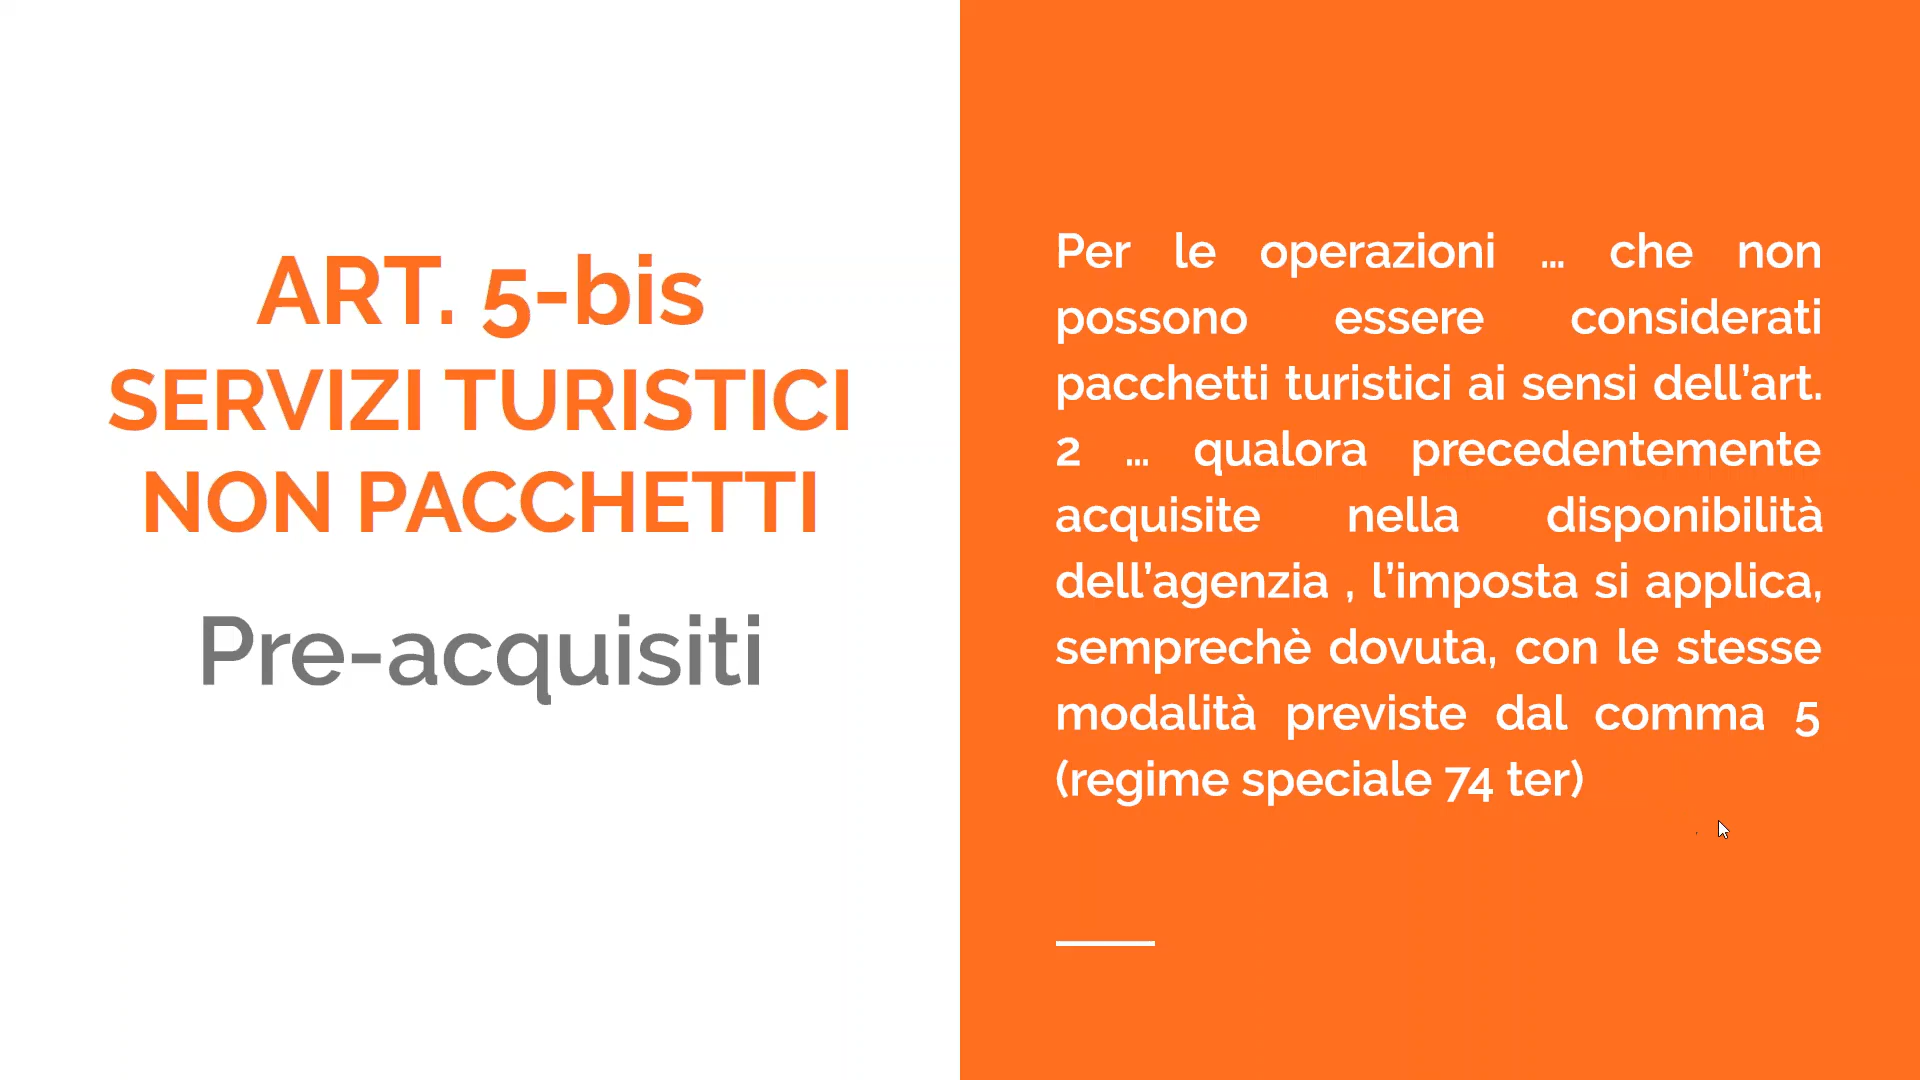 ART. 5-bis
SERVIZI TURISTICI
NON PACCHETTI
Pre-acquisiti
Per le operazioni ... che non
possono essere considerati
pacchetti turistici ai sensi dell'art.
2 ... qualora precedentemente
acquisite nella disponibilità
dell'agenzia , l'imposta si applica,
semprechè dovuta, con le stesse
modalità previste dal comma 5
(regime speciale 74 ter)